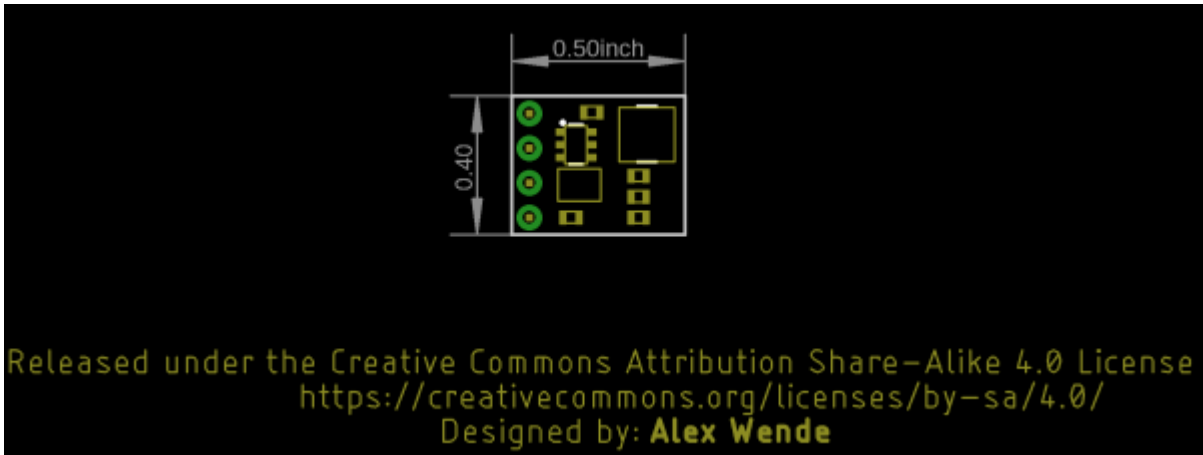 0.50inch
0.40
Released under the Creative Commons Attribution Share-Alike 4.0 License
https://creativecommons.org/licenses/by-sa/4.0/
Designed by: Alex Wende